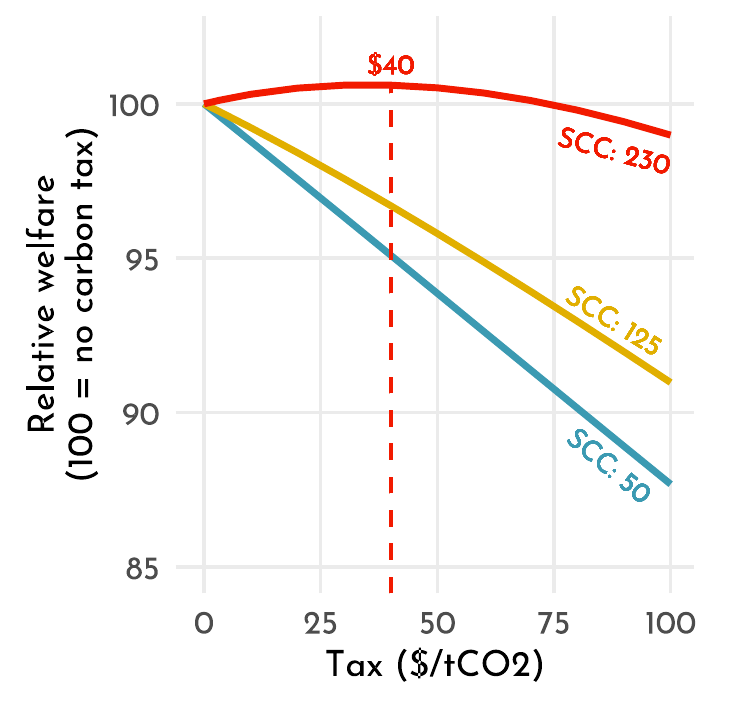 $40
100
95
90
85
SCC: 230
SCC: 125
SCC: 50
0 25 50 75 100
Tax ($/tCO2)
Relative welfare
(100 = no carbon tax)